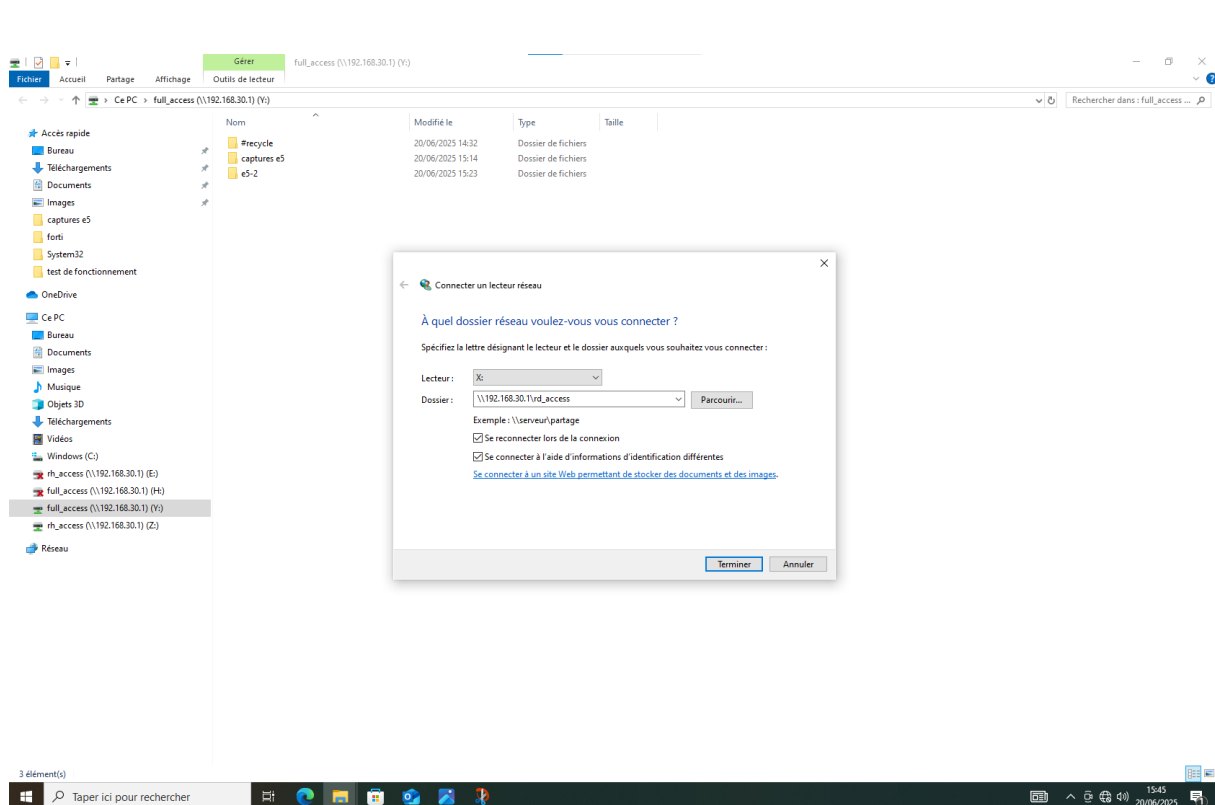 Gérer
full_access (\\192.168.30.1) (Y:)
Fichier
Accueil
Partage
Affichage
Outils de lecteur
Ce PC
full_access (\\192.168.30.1) (Y:)
Rechercher dans : full_access ...
Nom
Modifié le
Type
Taille
#recycle
20/06/2025 14:32
Dossier de fichiers
captures e5
20/06/2025 15:14
Dossier de fichiers
e5-2
20/06/2025 15:23
Dossier de fichiers
Accès rapide
Bureau
Téléchargements
Documents
Images
captures e5
forti
System32
test de fonctionnement
OneDrive
Ce PC
Bureau
Documents
Images
Musique
Objets 3D
Téléchargements
Vidéos
Windows (C:)
rh_access (\\192.168.30.1) (E:)
full_access (\\192.168.30.1) (H:)
full_access (\\192.168.30.1) (Y:)
rh_access (\\192.168.30.1) (Z:)
Réseau
Connecter un lecteur réseau
À quel dossier réseau voulez-vous vous connecter ?
Spécifiez la lettre désignant le lecteur et le dossier auxquels vous souhaitez vous connecter :
Lecteur :
X:
Dossier :
\\192.168.30.1\rd_access
Parcourir...
Exemple : \\serveur\partage
Se reconnecter lors de la connexion
Se connecter à l'aide d'informations d'identification différentes
Se connecter à un site Web permettant de stocker des documents et des images.
Terminer
Annuler
3 élément(s)
Taper ici pour rechercher
15:45
20/06/2025